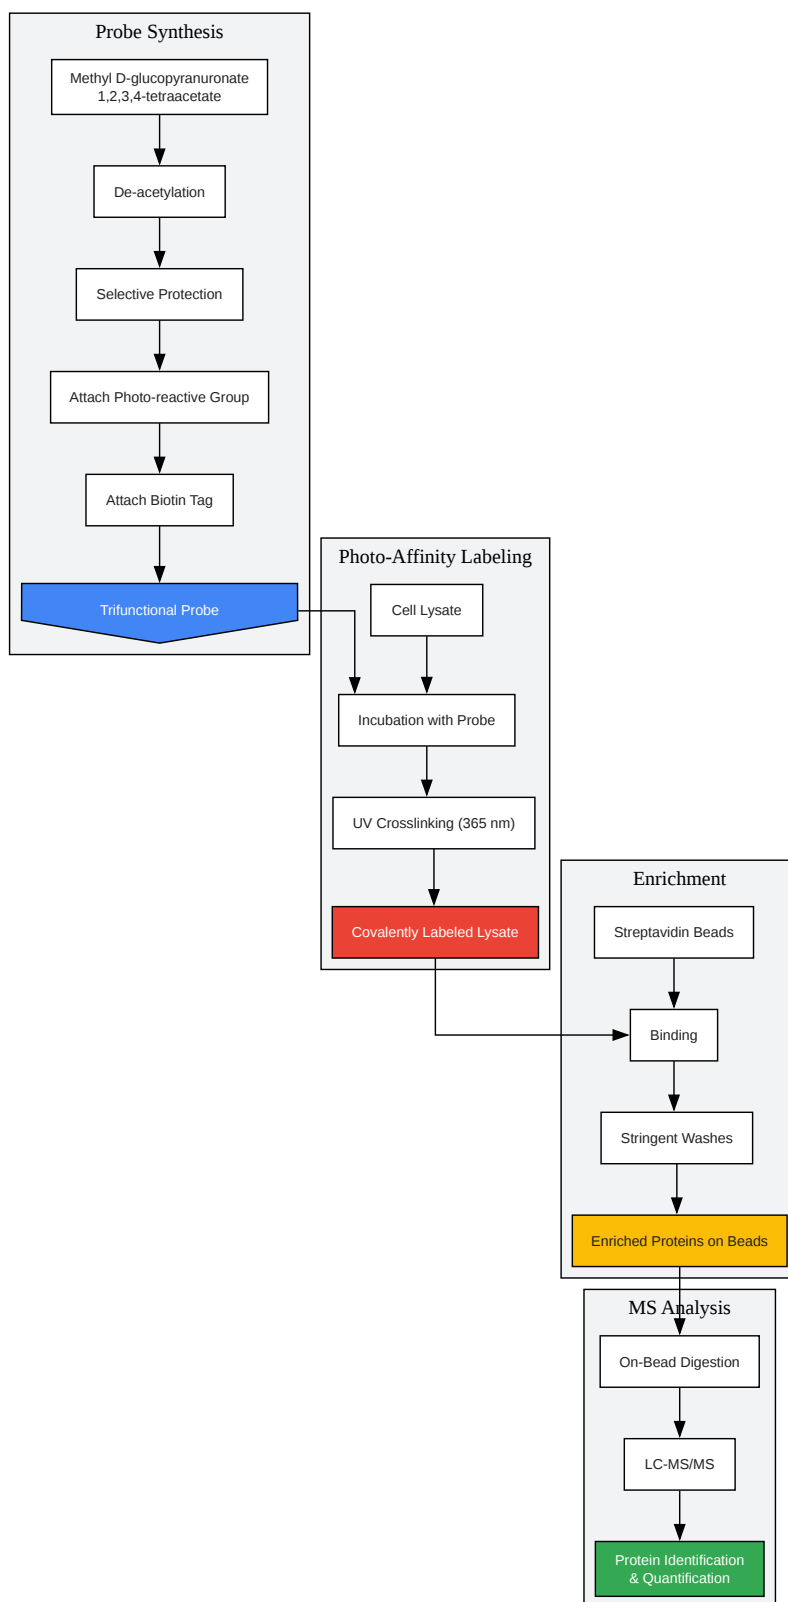 Probe Synthesis
Methyl D-glucopyranuronate
1,2,3,4-tetraacetate
De-acetylation
Selective Protection
Attach Photo-reactive Group
Attach Biotin Tag
Trifunctional Probe
Photo-Affinity Labeling
Cell Lysate
Incubation with Probe
UV Crosslinking (365 nm)
Covalently Labeled Lysate
Enrichment
Streptavidin Beads
Binding
Stringent Washes
Enriched Proteins on Beads
MS Analysis
On-Bead Digestion
LC-MS/MS
Protein Identification
& Quantification